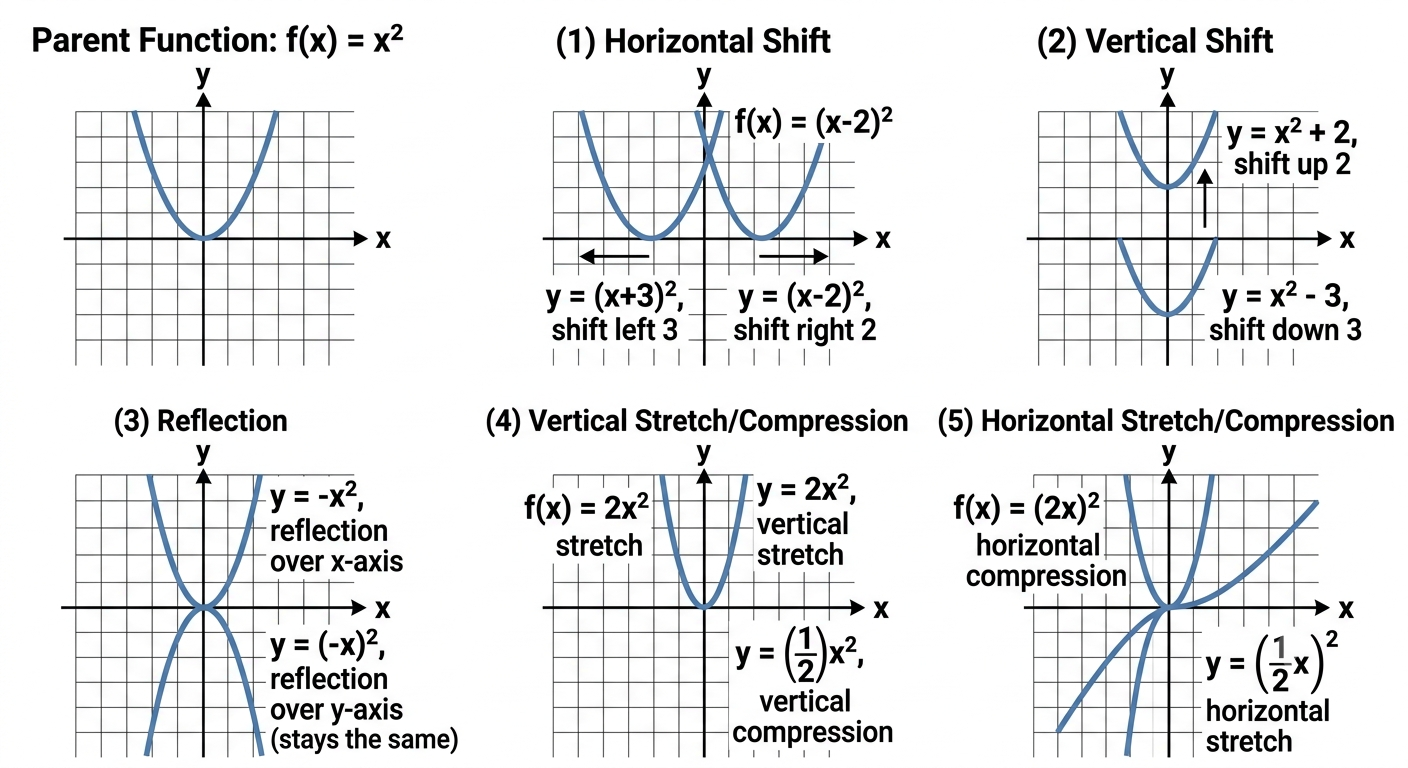 Parent Function: f(x) = x²
y
x
(1) Horizontal Shift
y
f(x) = (x-2)²
x
y = (x+3)²,
shift left 3
y = (x-2)²,
shift right 2
(2) Vertical Shift
y
y = x² + 2,
shift up 2
x
y = x² - 3,
shift down 3
(3) Reflection
y
y = -x²,
reflection
over x-axis
x
y = (-x)²,
reflection
over y-axis
(stays the same)
(4) Vertical Stretch/Compression
y
f(x) = 2x²
stretch
y = 2x²,
vertical
stretch
x
y = (1/2)x²,
vertical
compression
(5) Horizontal Stretch/Compression
y
f(x) = (2x)²
horizontal
compression
x
y = (1/2 x)²
horizontal
stretch